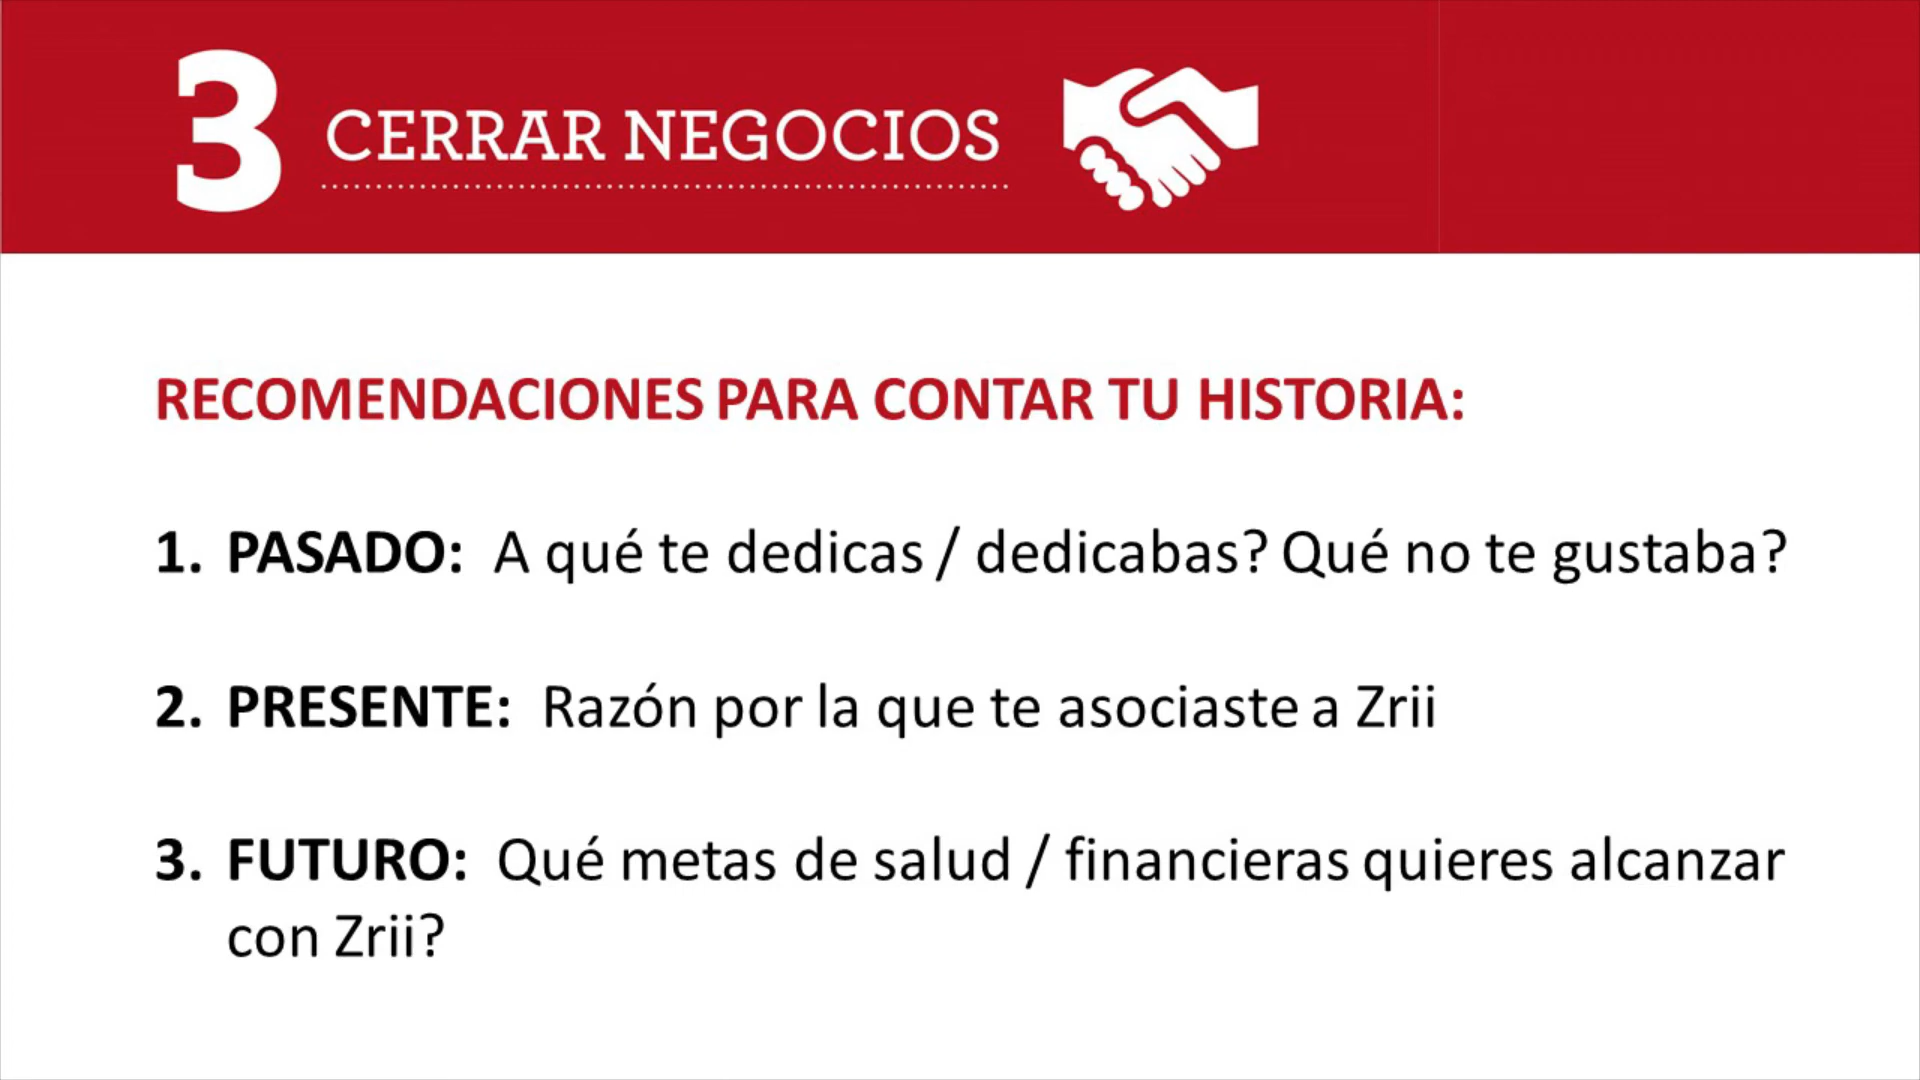 3 CERRAR NEGOCIOS
RECOMENDACIONES PARA CONTAR TU HISTORIA:
1. PASADO: A qué te dedicas / dedicabas? Qué no te gustaba?
2. PRESENTE: Razón por la que te asociaste a Zrii
3. FUTURO: Qué metas de salud / financieras quieres alcanzar
con Zrii?